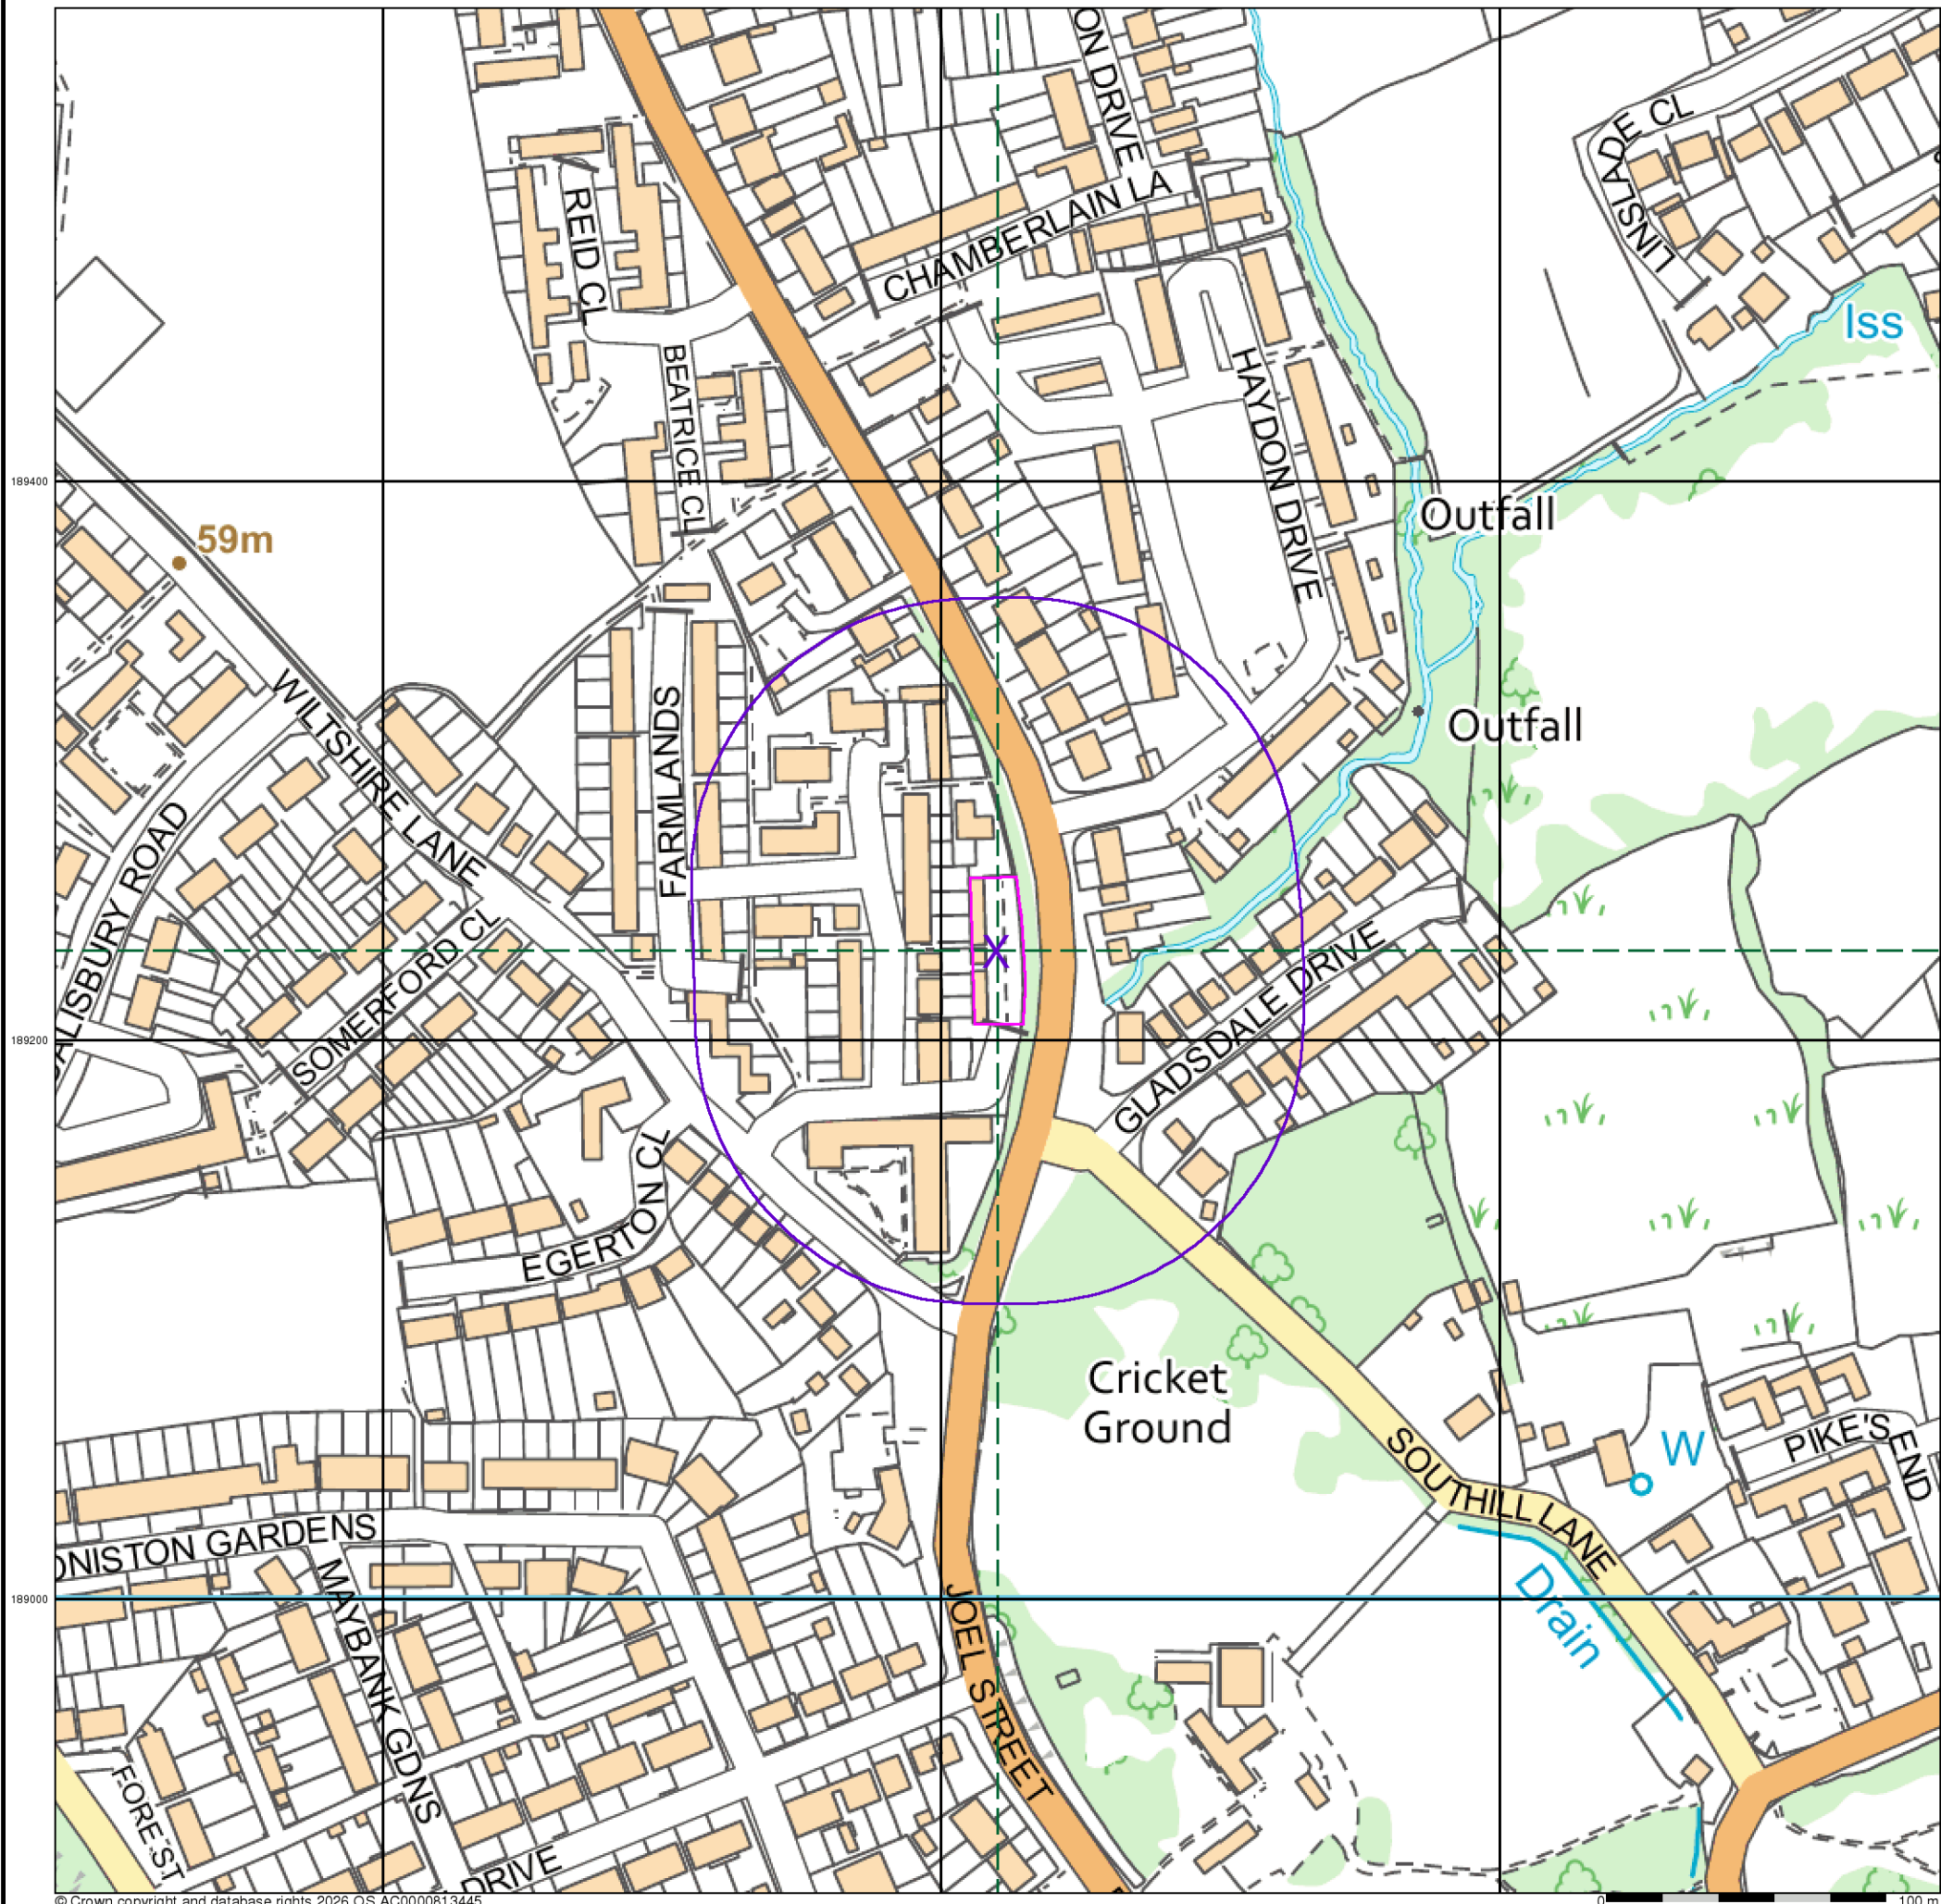 ON DRIVE
LINSLADE CL
CHAMBERLAIN LA
REID CL
Iss
BEATRICE CL
HAYDON DRIVE
189400
Outfall
59m
WILTSHIRE LANE
FARMLANDS
Outfall
ALISBURY ROAD
SOMERFORD CL
X
GLADSDALE DRIVE
189200
EGERTON CL
Cricket
Ground
SOUTHILL LANE
W
PIKE'S END
ONISTON GARDENS
MAYBANK GDNS
Drain
189000
JOEL STREET
FORE ST
DRIVE
© Crown copyright and database rights 2026 OS AC0000813445
0 100 m